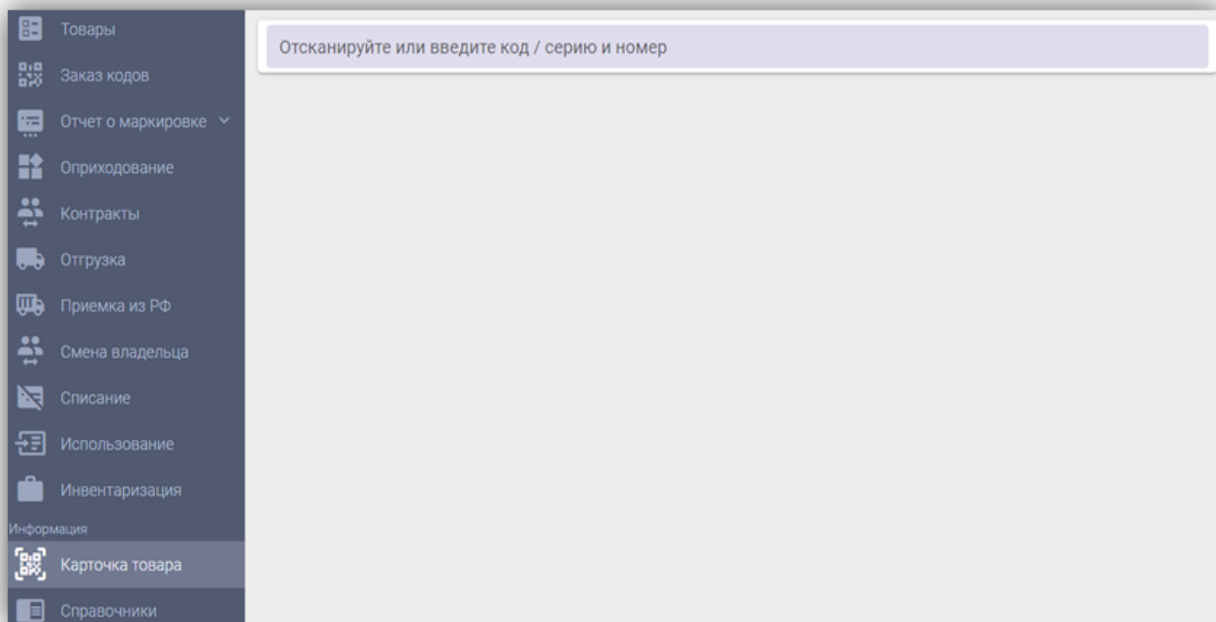 Товары
Заказ кодов
Отчет о маркировке
Оприходование
Контракты
Отгрузка
Приемка из РФ
Смена владельца
Списание
Использование
Инвентаризация
Информация
Карточка товара
Справочники
Отсканируйте или введите код / серию и номер